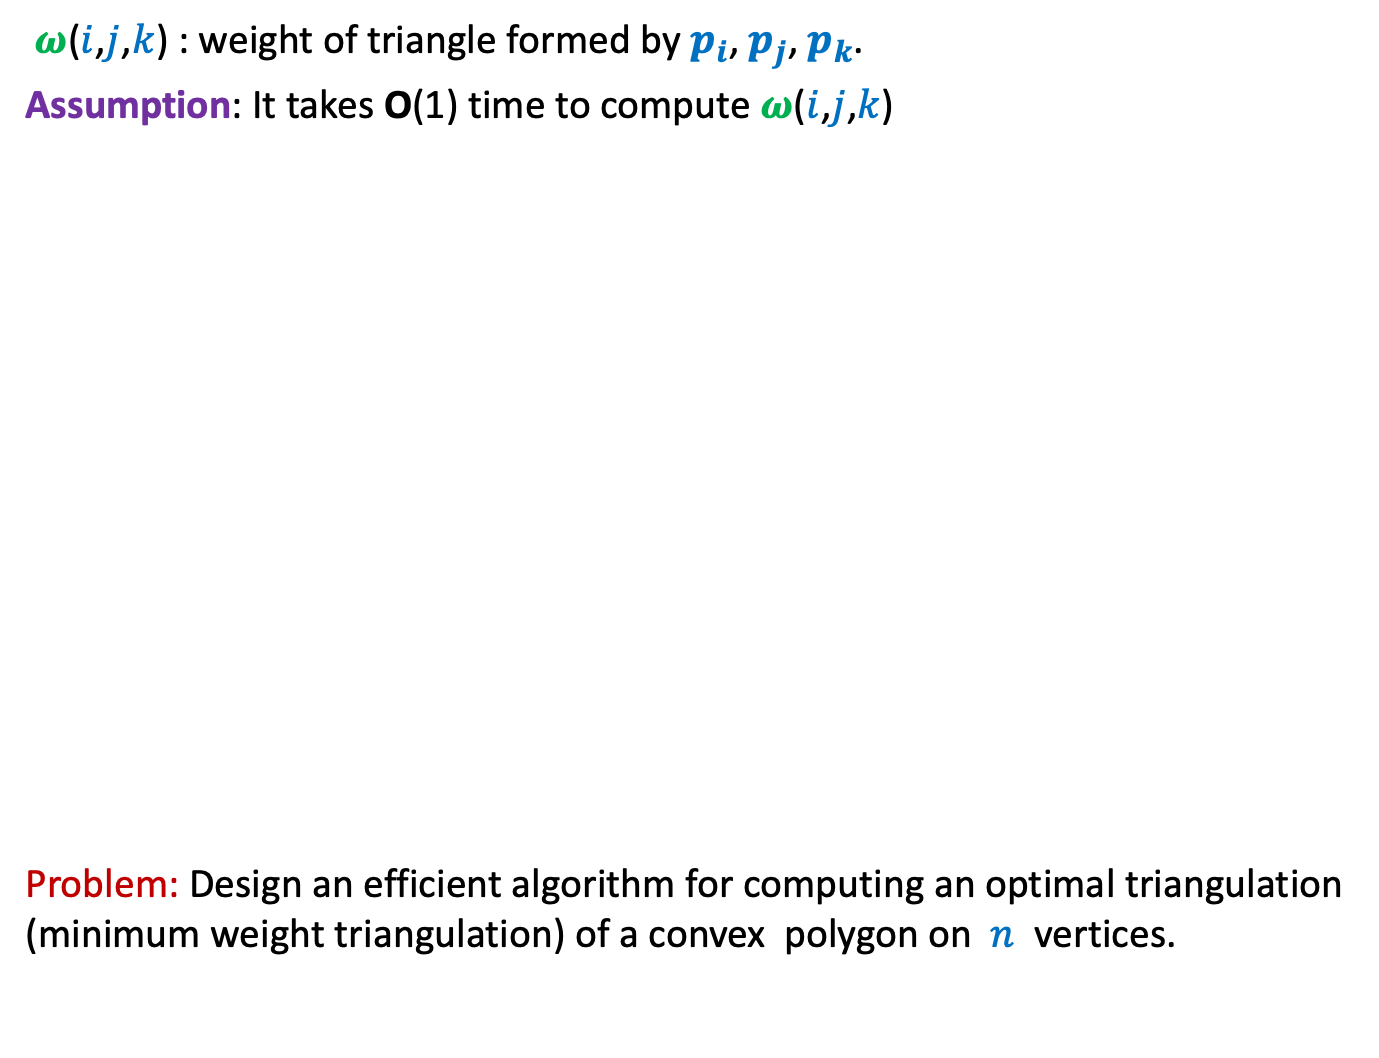 ω(i,j,k) : weight of triangle formed by pᵢ, pⱼ, pₖ.
Assumption: It takes O(1) time to compute ω(i,j,k)
Problem: Design an efficient algorithm for computing an optimal triangulation
(minimum weight triangulation) of a convex polygon on n vertices.